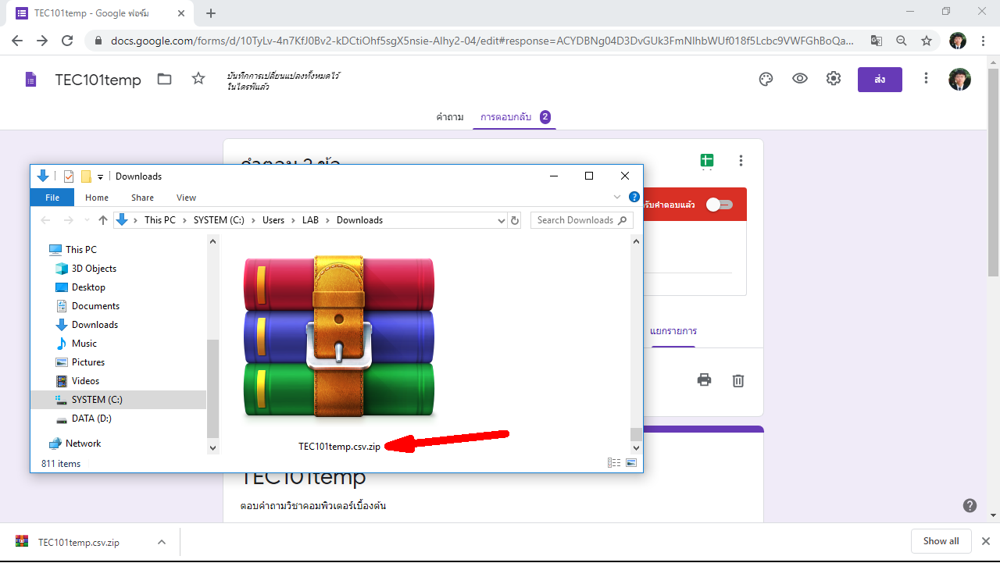 TEC101temp - Google ฟอร์ม
docs.google.com/forms/d/10TyLv-4n7KfJ0Bv2-kDCtiOhf5sgX5nsie-Alhy2-04/edit#response=ACYDBNg04D3DvGUk3FmNlhbWUf018f5Lcbc9VWFGhBoQa...
TEC101temp
บันทึกการเปลี่ยนแปลงทั้งหมดไว้
ในไดรฟ์แล้ว
ส่ง
คำถาม
การตอบกลับ 2
คำตอบ 2 ข้อ
Downloads
File Home Share View
This PC > SYSTEM (C:) > Users > LAB > Downloads
Search Downloads
รับคำตอบแล้ว
This PC
3D Objects
Desktop
Documents
Downloads
Music
Pictures
Videos
SYSTEM (C:)
DATA (D:)
Network
TEC101temp.csv.zip
811 items
แยกรายการ
TEC101temp
ตอบคำถามวิชาคอมพิวเตอร์เบื้องต้น
TEC101temp.csv.zip
Show all